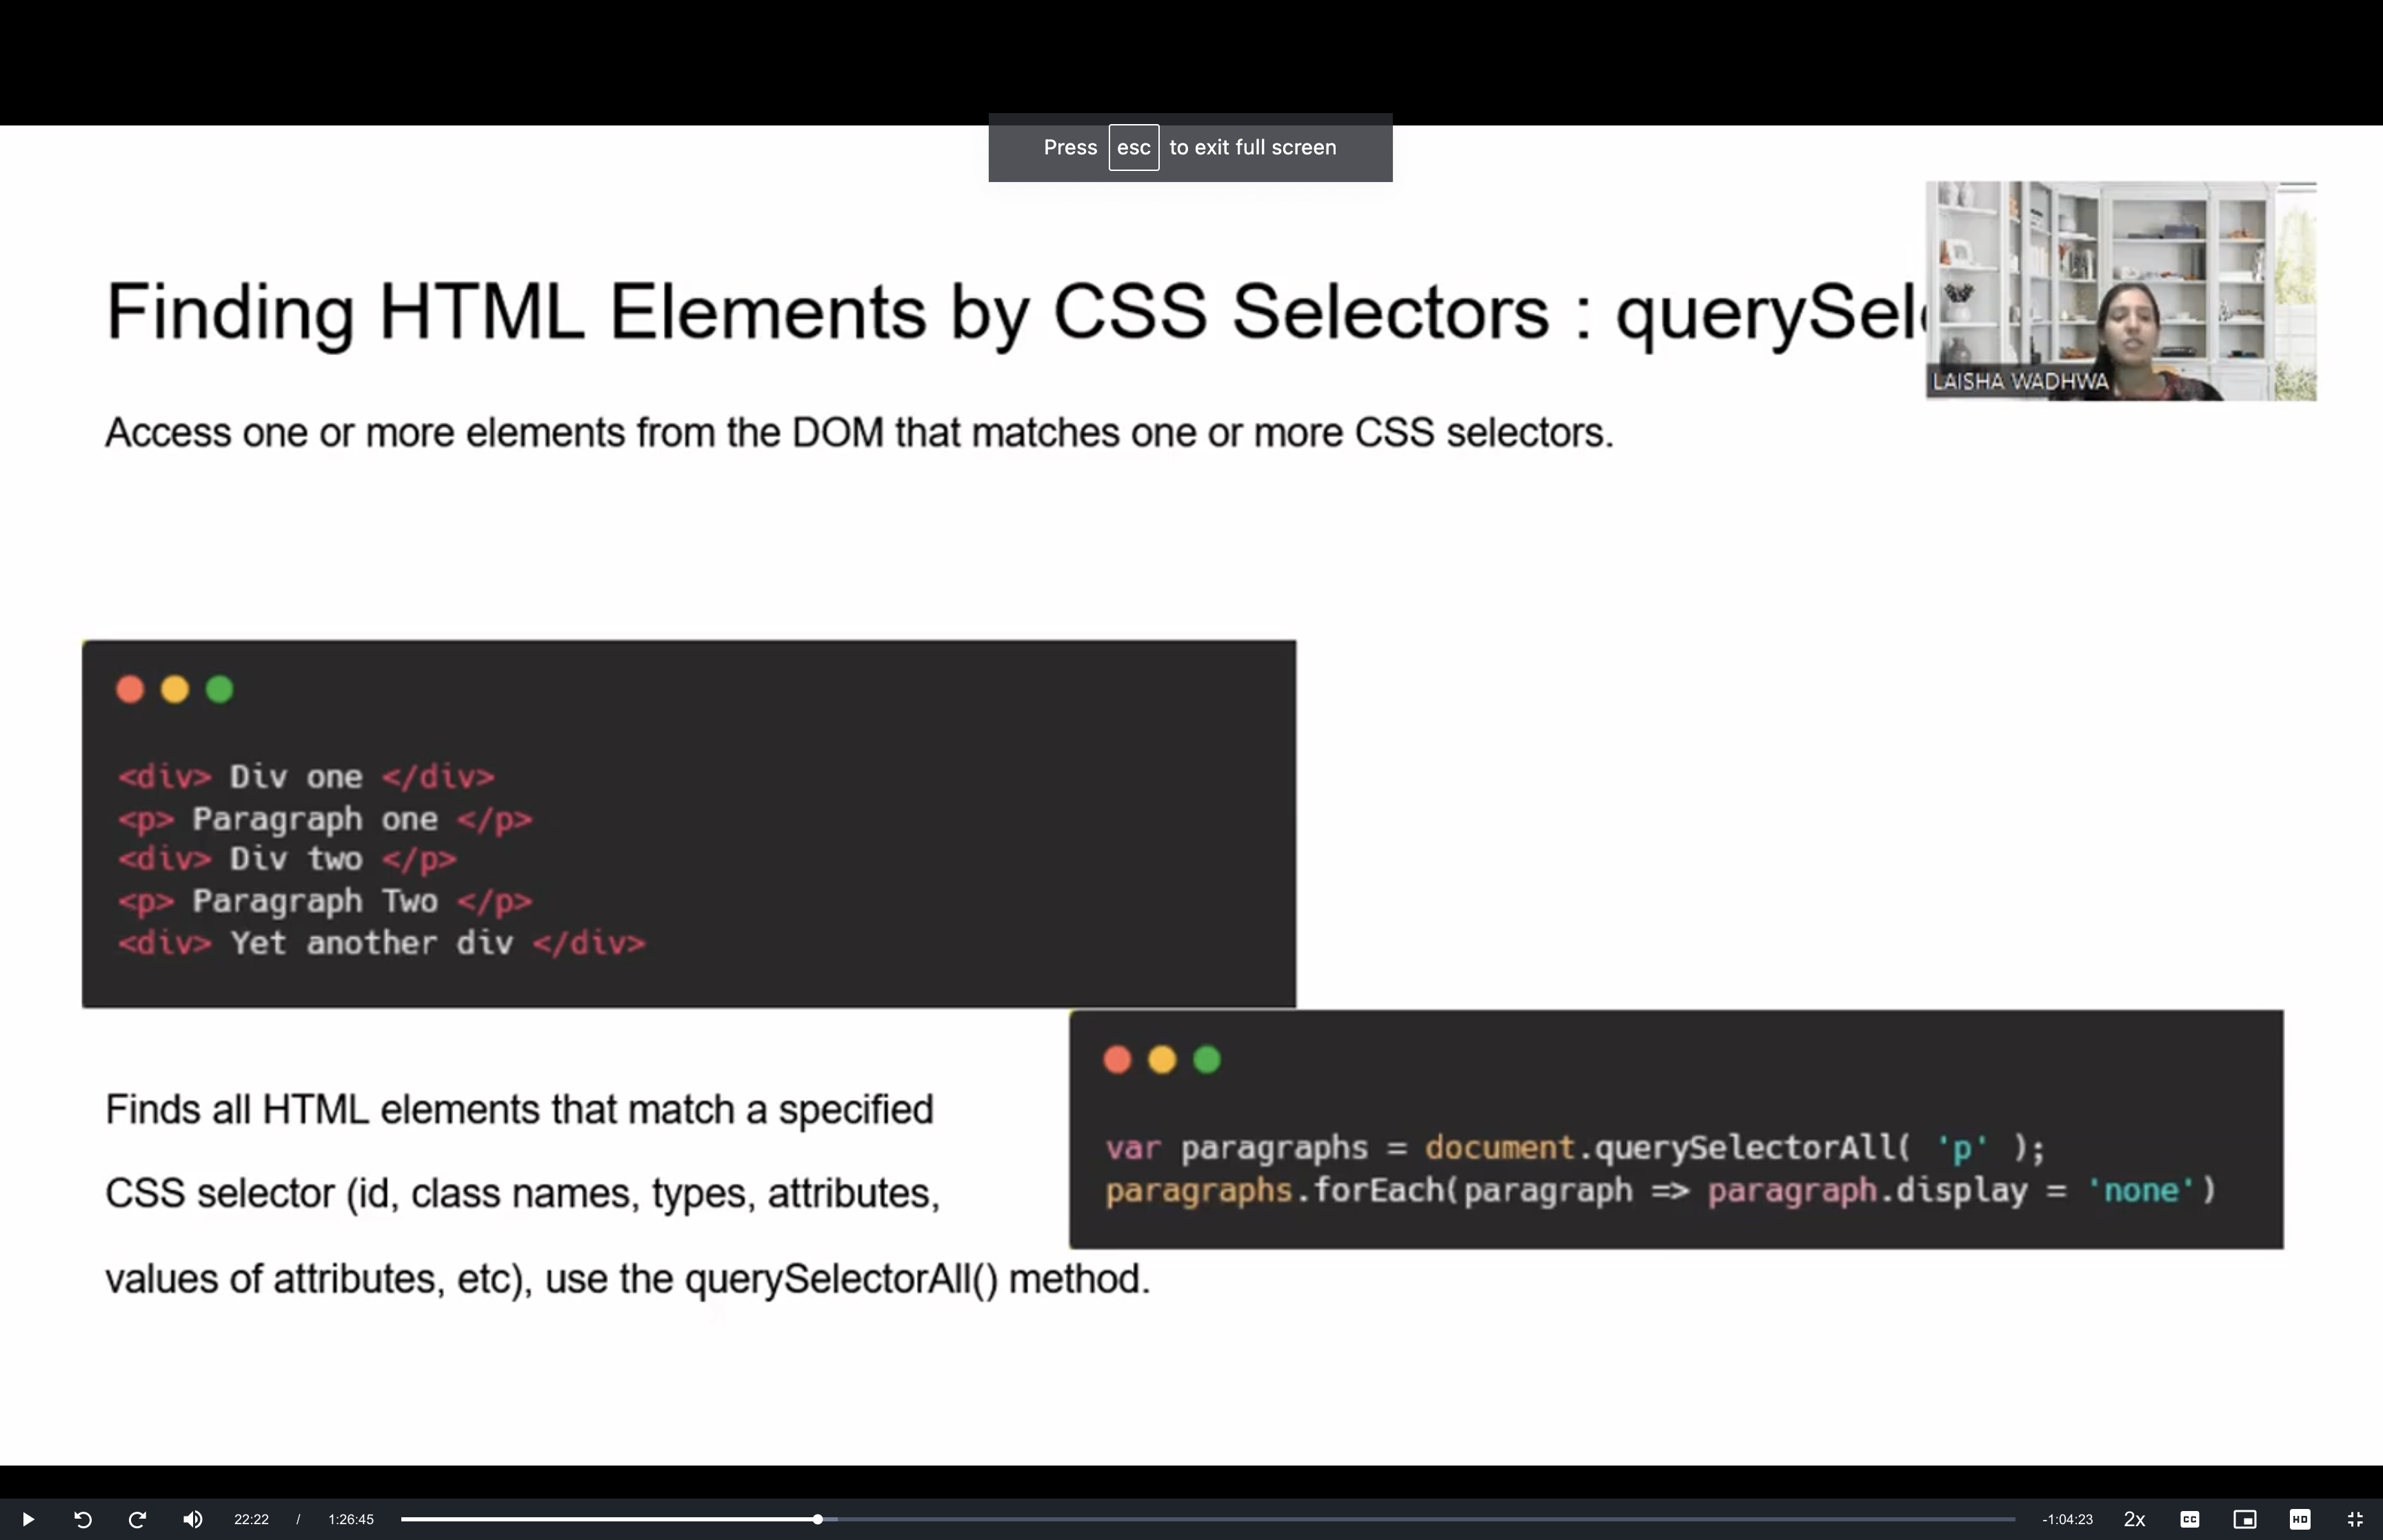 Press esc to exit full screen
Finding HTML Elements by CSS Selectors : querySel
LAISHA WADHWA
Access one or more elements from the DOM that matches one or more CSS selectors.
<div> Div one </div>
<p> Paragraph one </p>
<div> Div two </p>
<p> Paragraph Two </p>
<div> Yet another div </div>
Finds all HTML elements that match a specified
CSS selector (id, class names, types, attributes,
values of attributes, etc), use the querySelectorAll() method.
var paragraphs = document.querySelectorAll( 'p' );
paragraphs.forEach(paragraph => paragraph.display = 'none')
22:22 / 1:26:45
-1:04:23
2x
CC
HD